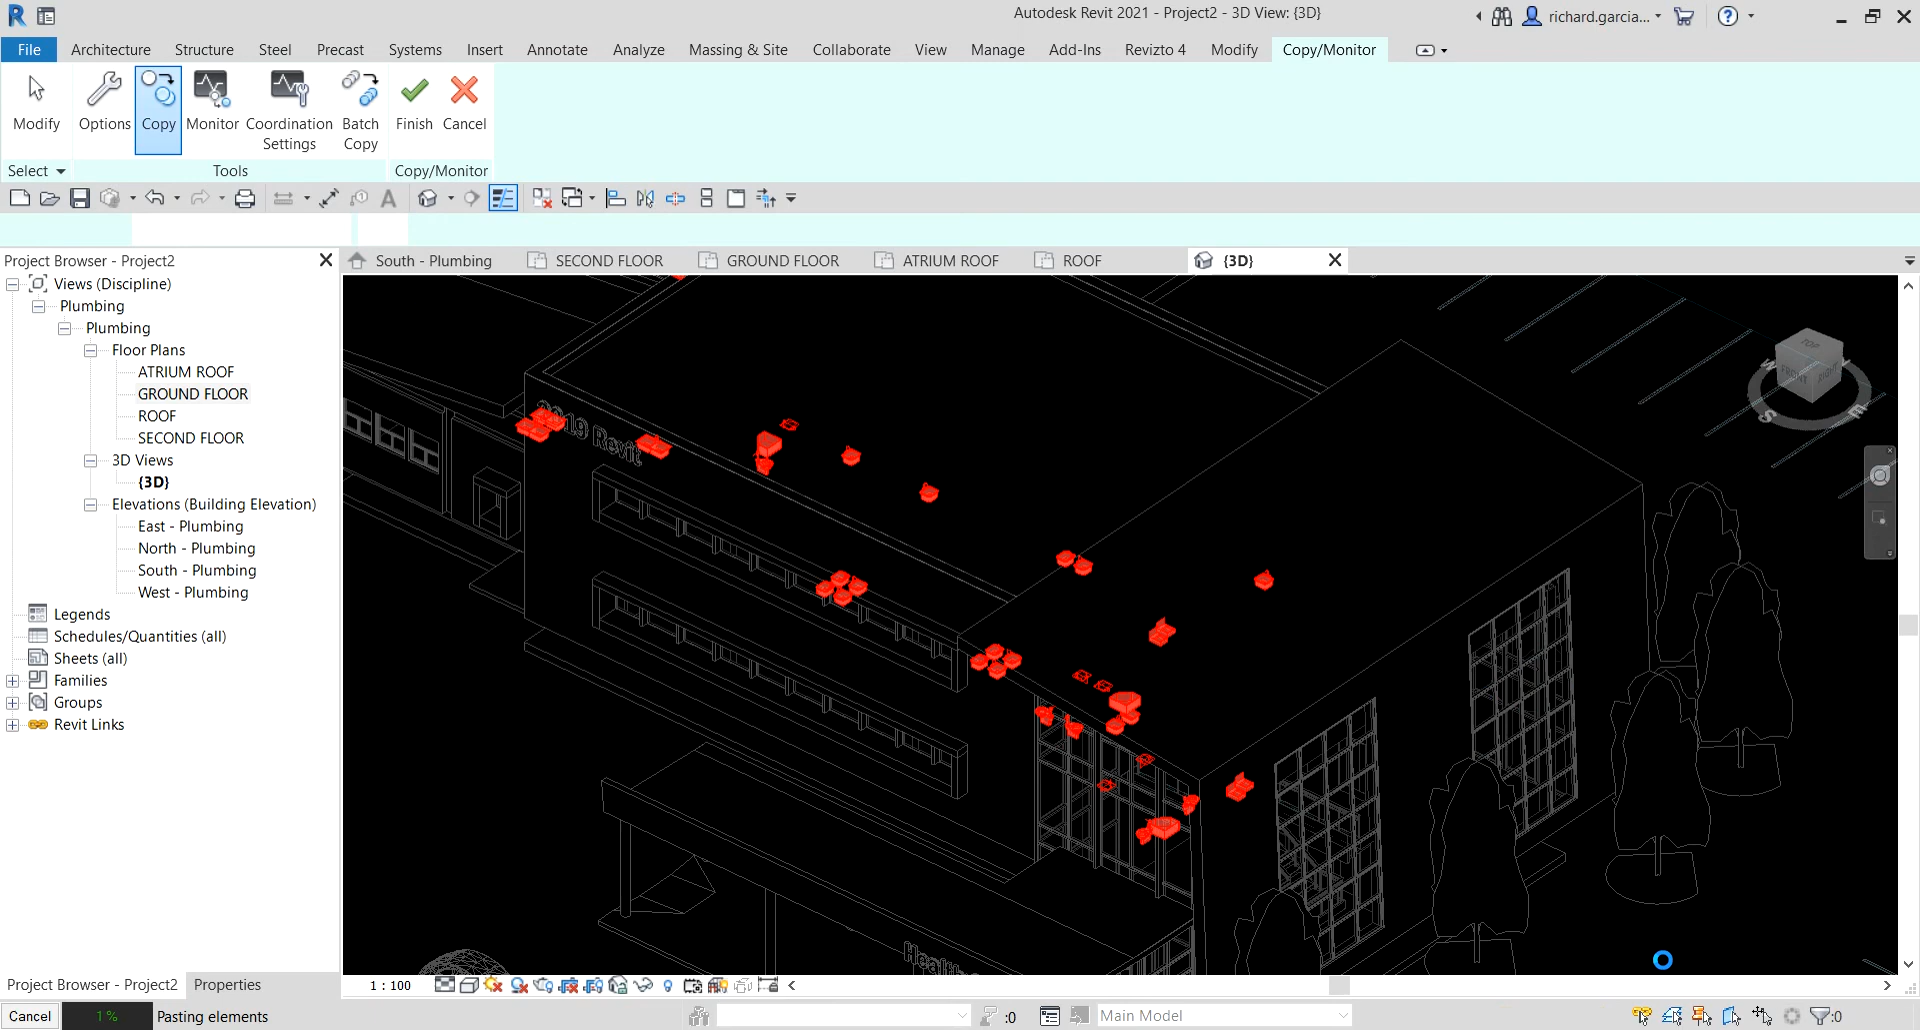 Autodesk Revit 2021 - Project2 - 3D View: {3D}
richard.garcia...
File Architecture Structure Steel Precast Systems Insert Annotate Analyze Massing & Site Collaborate View Manage Add-Ins Revizto 4 Modify Copy/Monitor
Modify Options Copy Monitor Coordination Settings Batch Copy Finish Cancel
Select Tools Copy/Monitor
Project Browser - Project2
South - Plumbing SECOND FLOOR GROUND FLOOR ATRIUM ROOF ROOF {3D}
Views (Discipline)
Plumbing
Plumbing
Floor Plans
ATRIUM ROOF
GROUND FLOOR
ROOF
SECOND FLOOR
3D Views
{3D}
Elevations (Building Elevation)
East - Plumbing
North - Plumbing
South - Plumbing
West - Plumbing
Legends
Schedules/Quantities (all)
Sheets (all)
Families
Groups
Revit Links
2019 Revit
TOP
FRONT
RIGHT
W
S
E
Project Browser - Project2 Properties
1 : 100
Cancel 1 % Pasting elements
:0
Main Model
:0